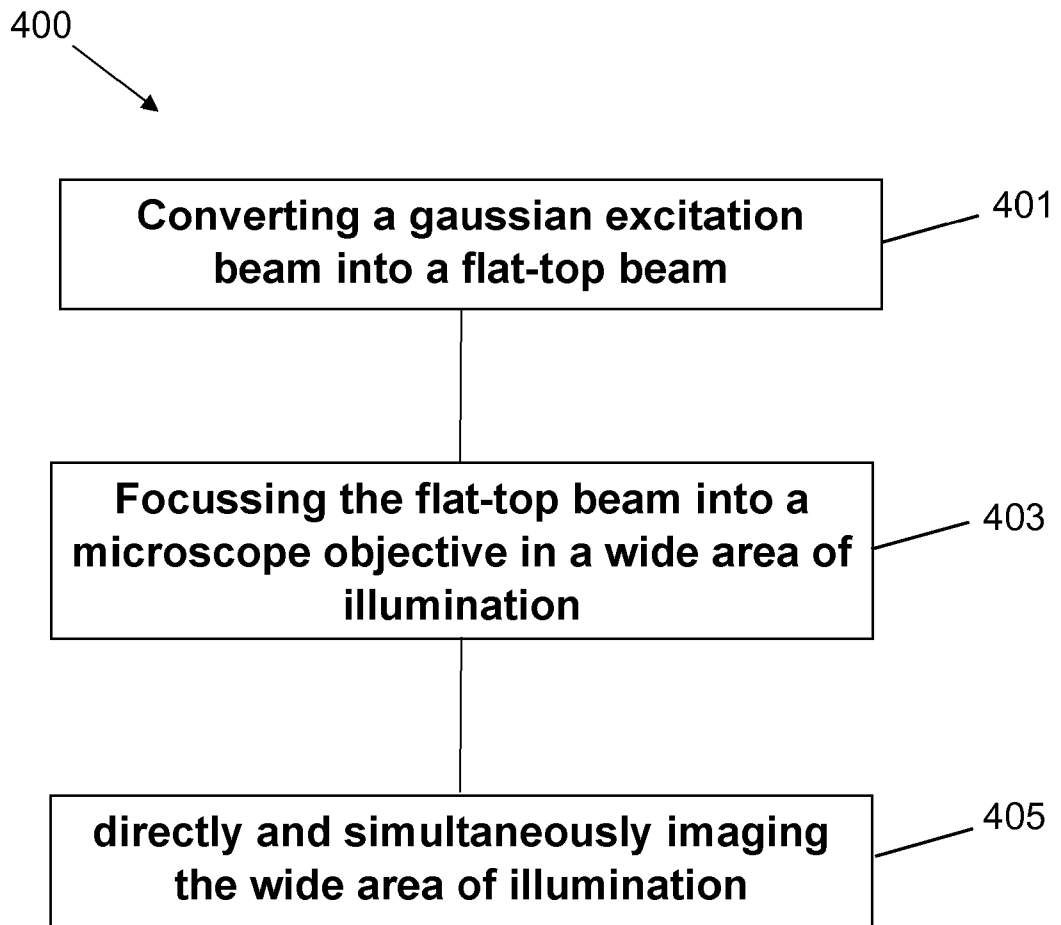 400
Converting a gaussian excitation
beam into a flat-top beam
401
Focussing the flat-top beam into a
microscope objective in a wide area of
illumination
403
directly and simultaneously imaging
the wide area of illumination
405